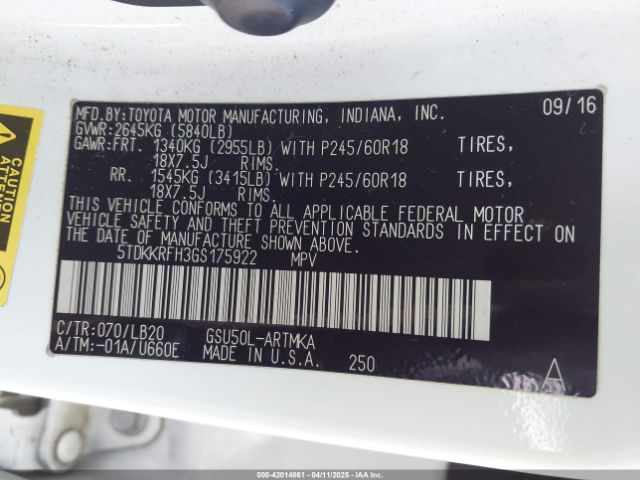 MFD. BY:TOYOTA MOTOR MANUFACTURING, INDIANA, INC. 09/16
GVWR:2645KG (5840LB)
GAWR:FRT. 1340KG (2955LB) WITH P245/60R18 TIRES,
18X7.5J RIMS.
RR. 1545KG (3415LB) WITH P245/60R18 TIRES,
18X7.5J RIMS.
THIS VEHICLE CONFORMS TO ALL APPLICABLE FEDERAL MOTOR
VEHICLE SAFETY AND THEFT PREVENTION STANDARDS IN EFFECT ON
THE DATE OF MANUFACTURE SHOWN ABOVE.
5TDKKRFH3GS175922 MPV
C/TR:070/LB20 GSU50L-ARTMKA
A/TM:-01A/U660E MADE IN U.S.A. 250 A
CAUTION
000-42014861 - 04/11/2025 - IAAI.COM